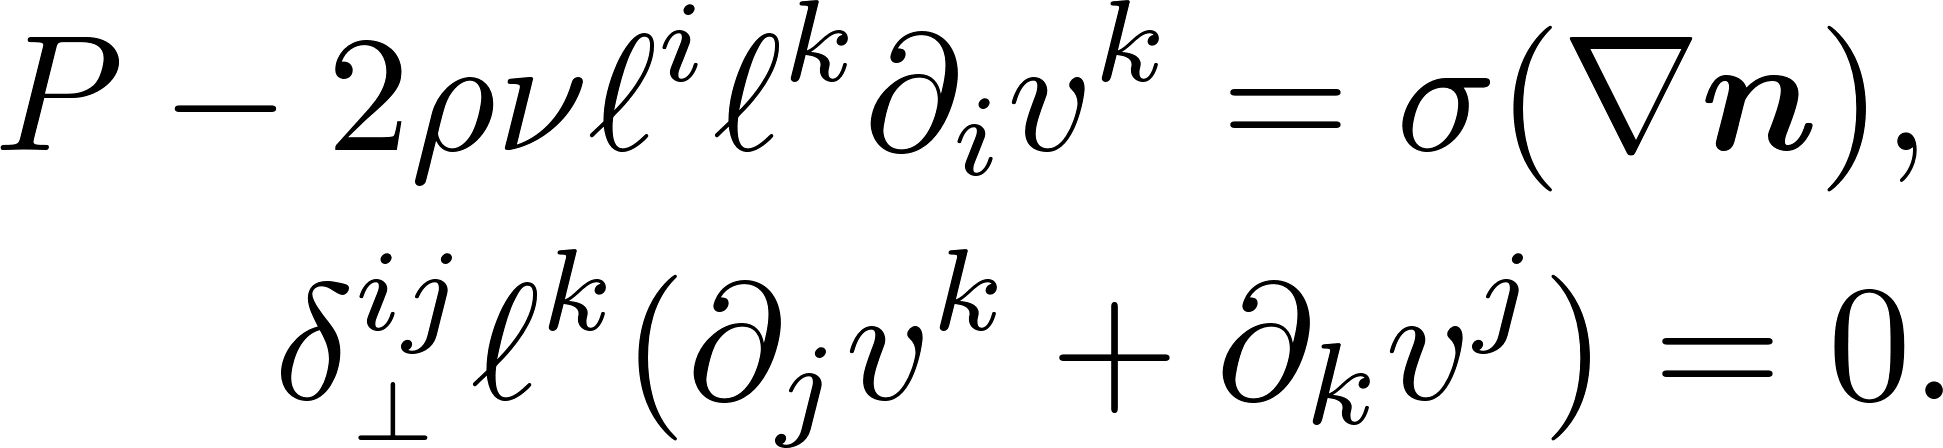 P − 2ρνℓ^i ℓ^k ∂_i v^k = σ(∇𝒏),
δ_⊥^{ij} ℓ^k (∂_j v^k + ∂_k v^j) = 0.